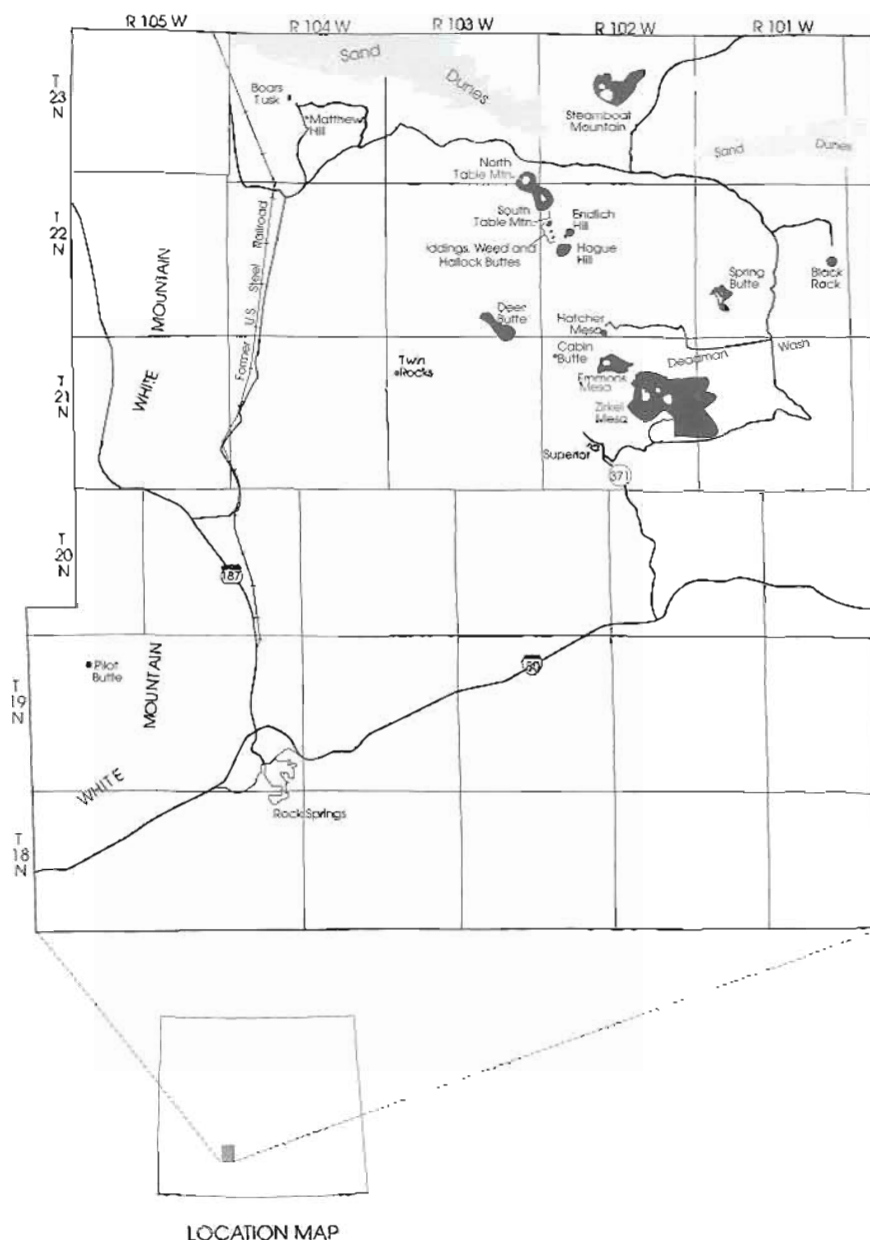 R 105 W
R 104 W
R 103 W
R 102 W
R 101 W
T
23
N
Sand
Dunes
Boars
Tusk
Matthew
Hill
Steamboat
Mountain
Sand
Dunes
North
Table Mtn.
T
22
N
South
Table Mtn.
Endlich
Hill
Iddings, Weed and
Hallock Buttes
Hague
Hill
Spring
Butte
Black
Rock
MOUNTAIN
WHITE
Former U.S. Steel Railroad
Deer
Butte
Hatcher
Mesa
Cabin
Butte
Deadman
Wash
Twin
Rocks
Emmons
Mesa
Zirkel
Mesa
T
21
N
Superior
371
T
20
N
187
80
Pilot
Butte
MOUNTAIN
WHITE
T
19
N
Rock Springs
T
18
N
LOCATION MAP